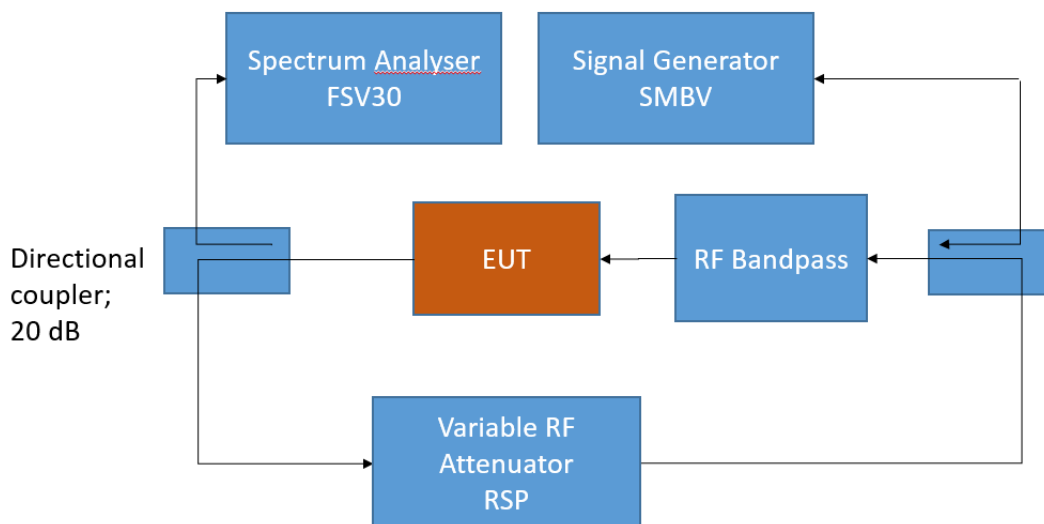 Spectrum Analyser
FSV30
Signal Generator
SMBV
Directional
coupler;
20 dB
EUT
RF Bandpass
Variable RF
Attenuator
RSP